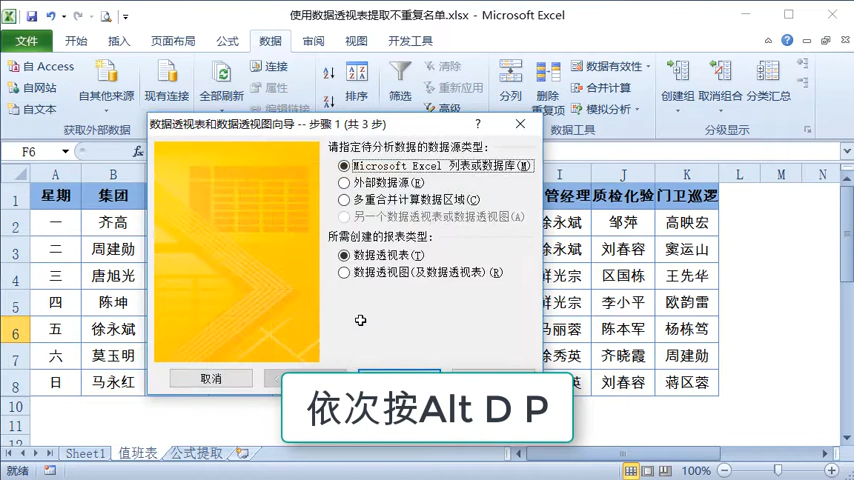 使用数据透视表提取不重复名单.xlsx - Microsoft Excel
文件 开始 插入 页面布局 公式 数据 审阅 视图 开发工具
自 Access
自网站
自文本
自其他来源
现有连接
获取外部数据
全部刷新
连接
属性
编辑链接
排序
筛选
清除
重新应用
高级
分列
删除
重复项
数据有效性
合并计算
模拟分析
数据工具
创建组
取消组合
分类汇总
分级显示
F6
数据透视表和数据透视图向导 -- 步骤 1 (共 3 步)
请指定待分析数据的数据源类型:
Microsoft Excel 列表或数据库(M)
外部数据源(E)
多重合并计算数据区域(C)
另一个数据透视表或数据透视图(A)
所需创建的报表类型:
数据透视表(T)
数据透视图(及数据透视表)(R)
取消
A B I J K L M N
1 星期 集团 管经理 质检化验 门卫巡逻
2 一 齐高 徐永斌 邹萍 高映宏
3 二 周建勋 鲜光宗 刘春容 窦运山
4 三 唐旭光 鲜光宗 区国栋 王先华
5 四 陈坤 鲜光宗 李小平 欧韵雷
6 五 徐永斌 马丽蓉 陈本军 杨栋笃
7 六 莫玉明 徐秀英 齐晓霞 周建勋
8 日 马永红 徐永斌 刘春容 蒋区蓉
10
11
12
依次按Alt D P
Sheet1 值班表 公式提取
就绪
100%